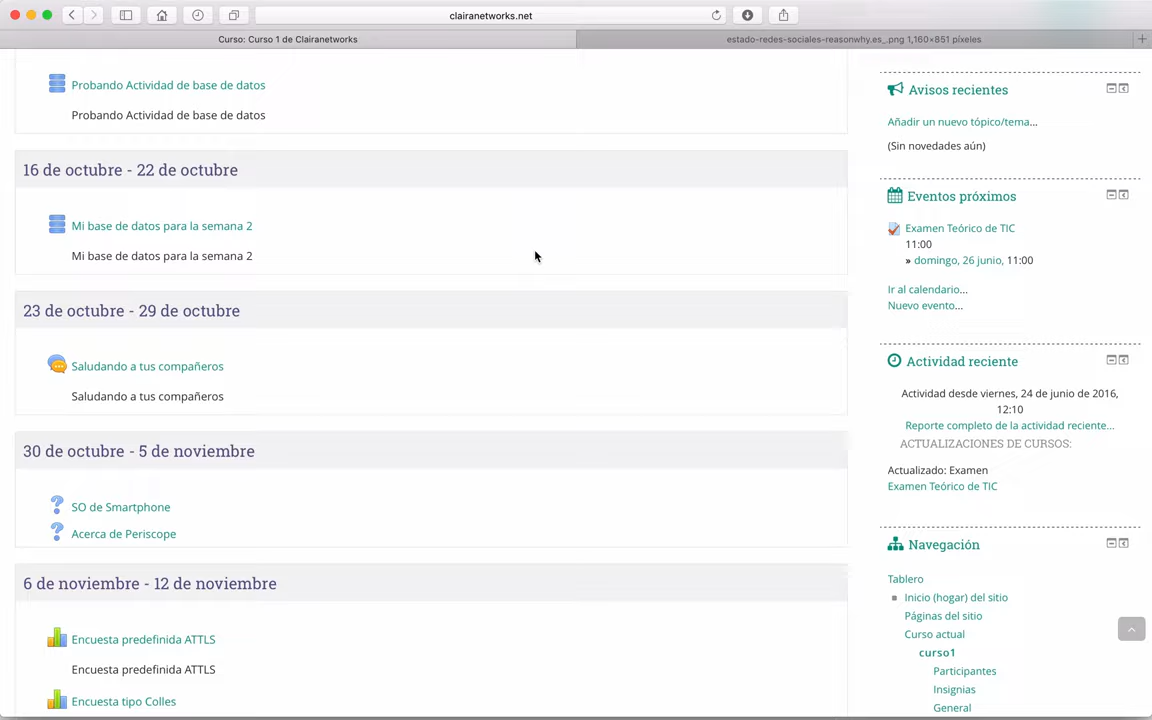 clairanetworks.net
Curso: Curso 1 de Clairanetworks
estado-redes-sociales-reasonwhy.es_.png 1,160×851 píxeles
Probando Actividad de base de datos
Probando Actividad de base de datos
16 de octubre - 22 de octubre
Mi base de datos para la semana 2
Mi base de datos para la semana 2
23 de octubre - 29 de octubre
Saludando a tus compañeros
Saludando a tus compañeros
30 de octubre - 5 de noviembre
SO de Smartphone
Acerca de Periscope
6 de noviembre - 12 de noviembre
Encuesta predefinida ATTLS
Encuesta predefinida ATTLS
Encuesta tipo Colles
Avisos recientes
Añadir un nuevo tópico/tema...
(Sin novedades aún)
Eventos próximos
Examen Teórico de TIC
11:00
» domingo, 26 junio, 11:00
Ir al calendario...
Nuevo evento...
Actividad reciente
Actividad desde viernes, 24 de junio de 2016,
12:10
Reporte completo de la actividad reciente...
ACTUALIZACIONES DE CURSOS:
Actualizado: Examen
Examen Teórico de TIC
Navegación
Tablero
Inicio (hogar) del sitio
Páginas del sitio
Curso actual
curso1
Participantes
Insignias
General